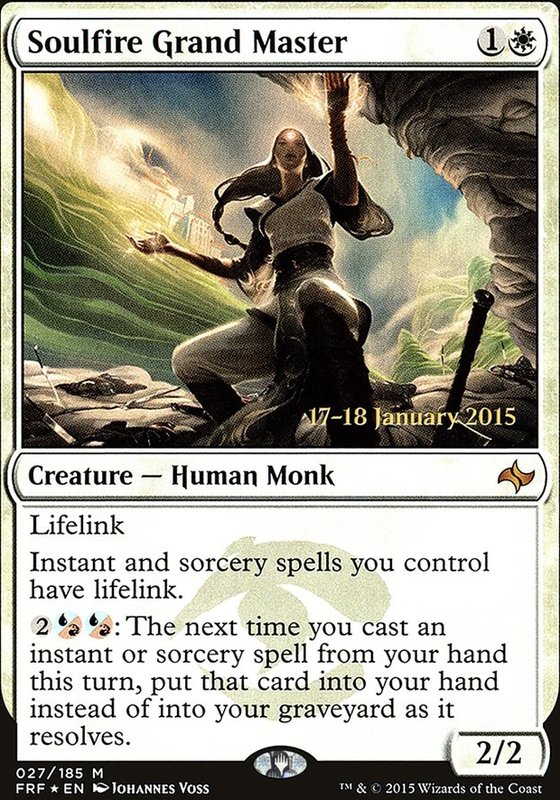 Soulfire Grand Master 1
17-18 January 2015
Creature — Human Monk
Lifelink
Instant and sorcery spells you control
have lifelink.
2: The next time you cast an
instant or sorcery spell from your hand
this turn, put that card into your hand
instead of into your graveyard as it
resolves.
2/2
027/185 M
FRF ★ EN Johannes Voss
™ & © 2015 Wizards of the Coast